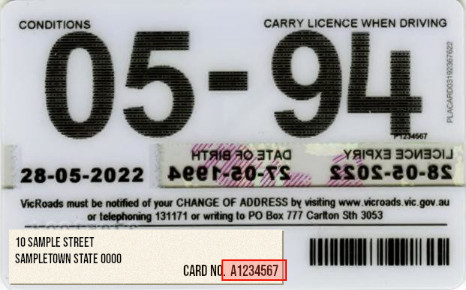 CONDITIONS CARRY LICENCE WHEN DRIVING
05-94
PLACARD03192367622
P1234567
DATE OF BIRTH LICENCE EXPIRY
28-05-2022 27-05-1994 28-05-2022
VicRoads must be notified of your CHANGE OF ADDRESS by visiting www.vicroads.vic.gov.au
or telephoning 131171 or writing to PO Box 777 Carlton Sth 3053
10 SAMPLE STREET
SAMPLETOWN STATE 0000
CARD NO. A1234567